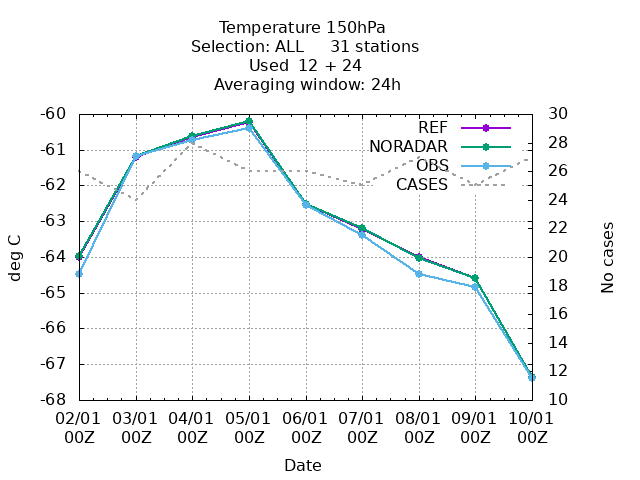 Temperature 150hPa
Selection: ALL     31 stations
Used  12 + 24
Averaging window: 24h
REF
NORADAR
OBS
CASES
-60
-61
-62
-63
-64
-65
-66
-67
-68
30
28
26
24
22
20
18
16
14
12
10
deg C
No cases
02/01 03/01 04/01 05/01 06/01 07/01 08/01 09/01 10/01
00Z 00Z 00Z 00Z 00Z 00Z 00Z 00Z 00Z
Date